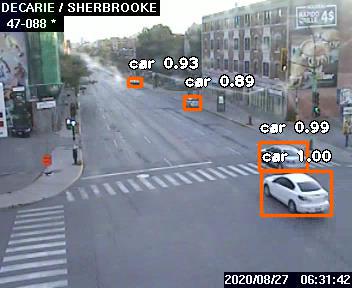 DECARIE / SHERBROOKE
47-088 *
4$
car 0.93
car 0.89
car 0.99
car 1.00
2020/08/27 06:31:42